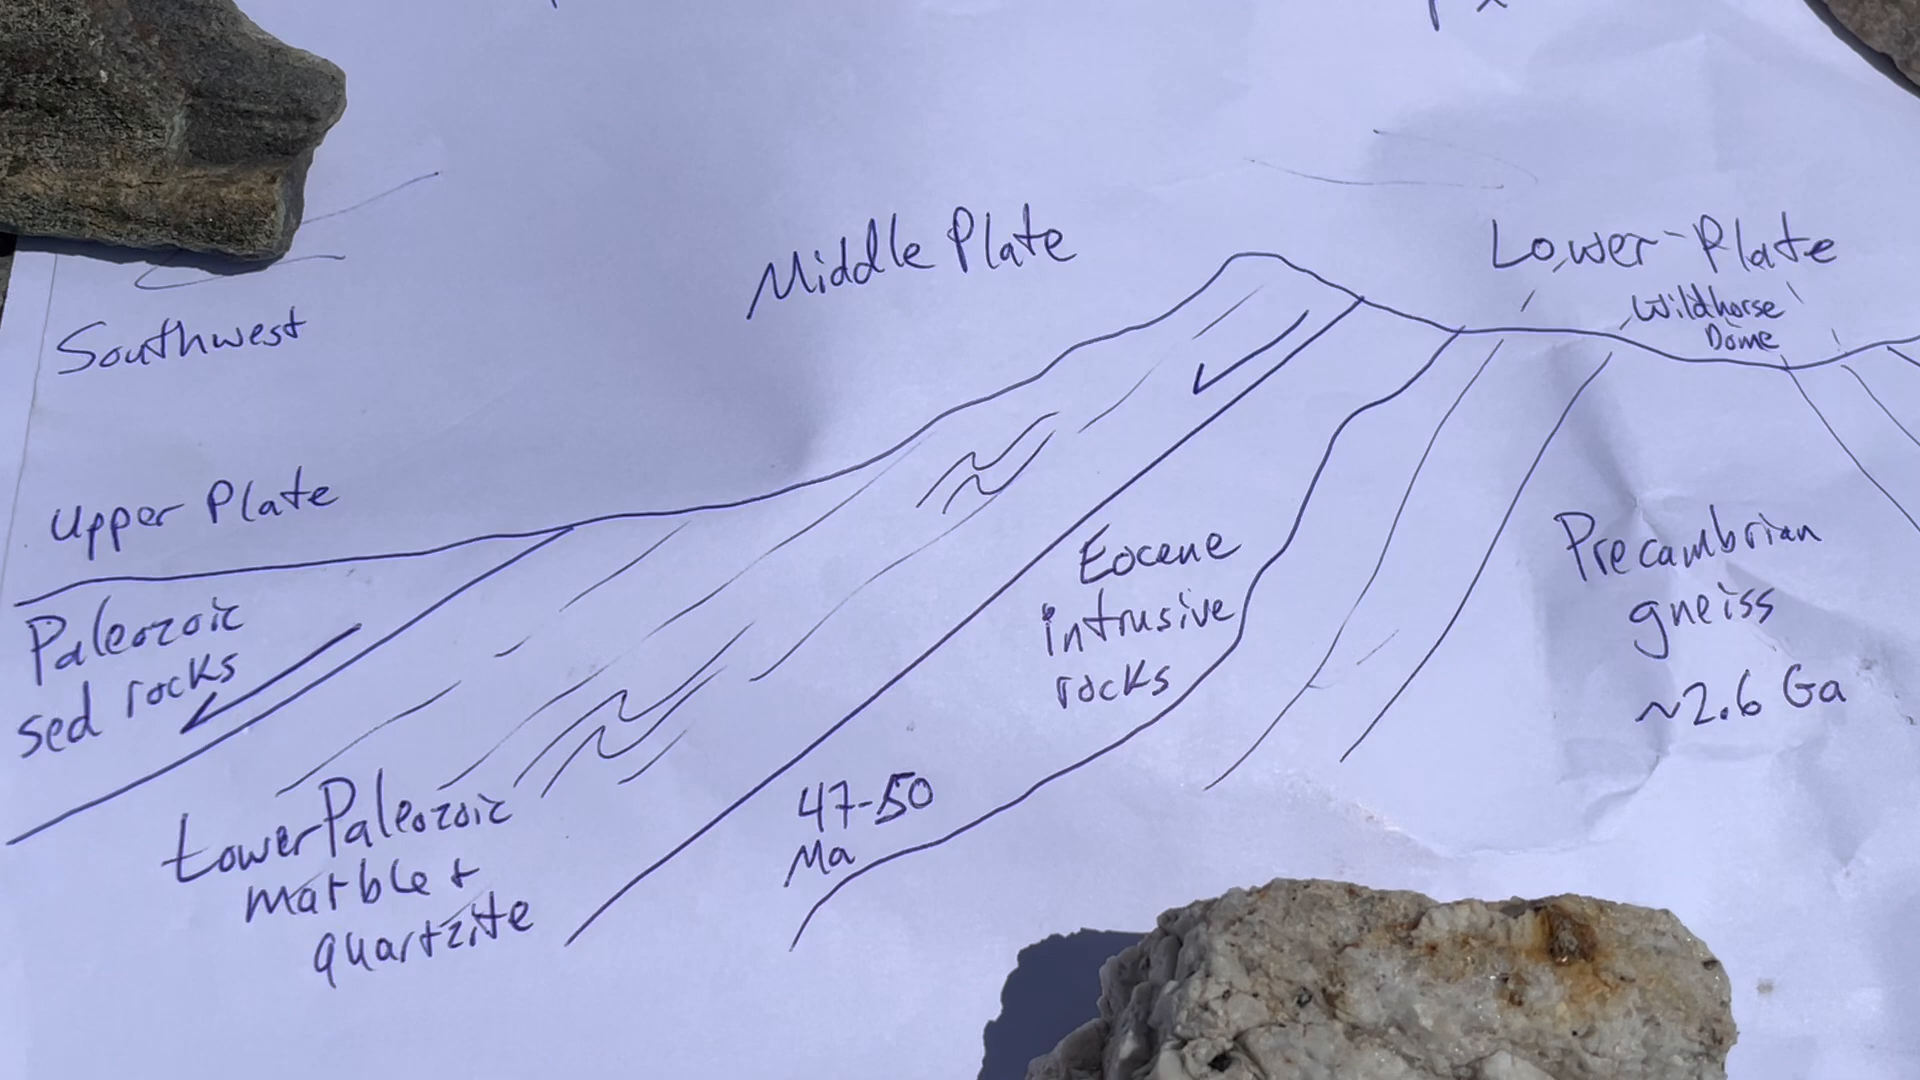 Middle Plate
Lower-Plate
Wildhorse
Dome
Southwest
Upper Plate
Paleozoic
sed rocks
Eocene
intrusive
rocks
Precambrian
gneiss
~2.6 Ga
47-50
Ma
Lower Paleozoic
marble +
quartzite